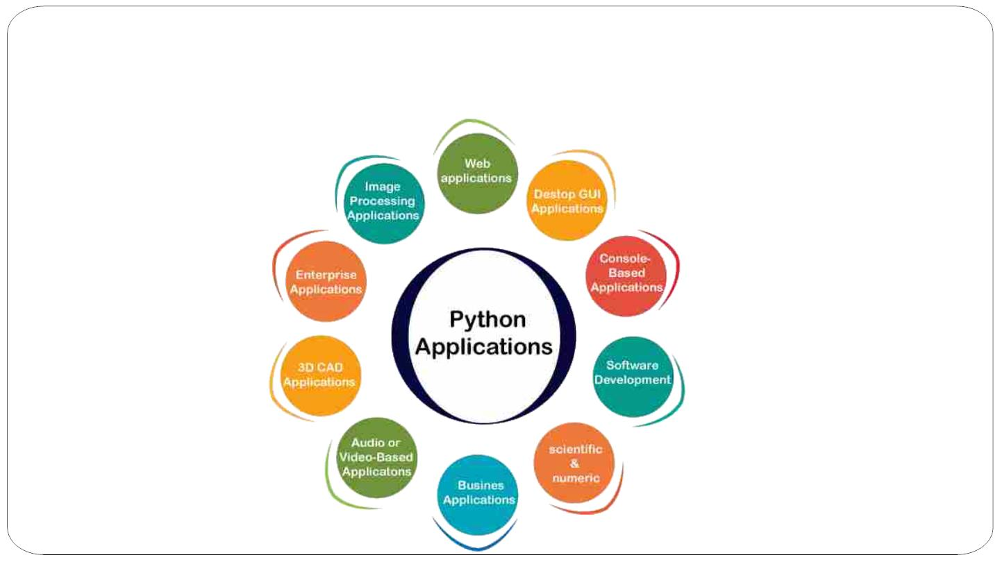 Web
applications
Destop GUI
Applications
Console-
Based
Applications
Software
Development
scientific
&
numeric
Busines
Applications
Audio or
Video-Based
Applicatons
3D CAD
Applications
Enterprise
Applications
Image
Processing
Applications
Python
Applications